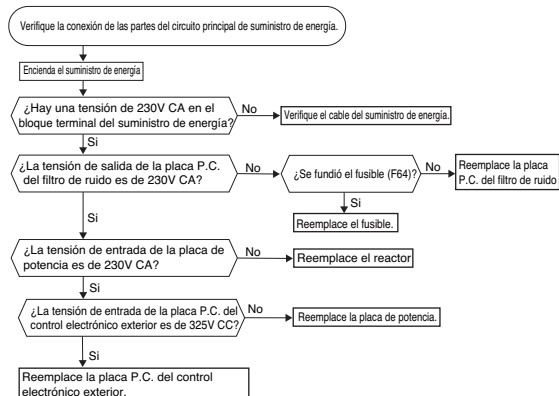 Verifique la conexión de las partes del circuito principal de suministro de energía.
Encienda el suministro de energía
¿Hay una tensión de 230V CA en el
bloque terminal del suministro de energía?
No
Verifique el cable del suministro de energía.
Si
¿La tensión de salida de la placa P.C.
del filtro de ruido es de 230V CA?
No
¿Se fundió el fusible (F64)?
No
Reemplace la placa
P.C. del filtro de ruido
Si
Reemplace el fusible.
Si
¿La tensión de entrada de la placa de
potencia es de 230V CA?
No
Reemplace el reactor
Si
¿La tensión de entrada de la placa P.C. del
control electrónico exterior es de 325V CC?
No
Reemplace la placa de potencia.
Si
Reemplace la placa P.C. del control
electrónico exterior.